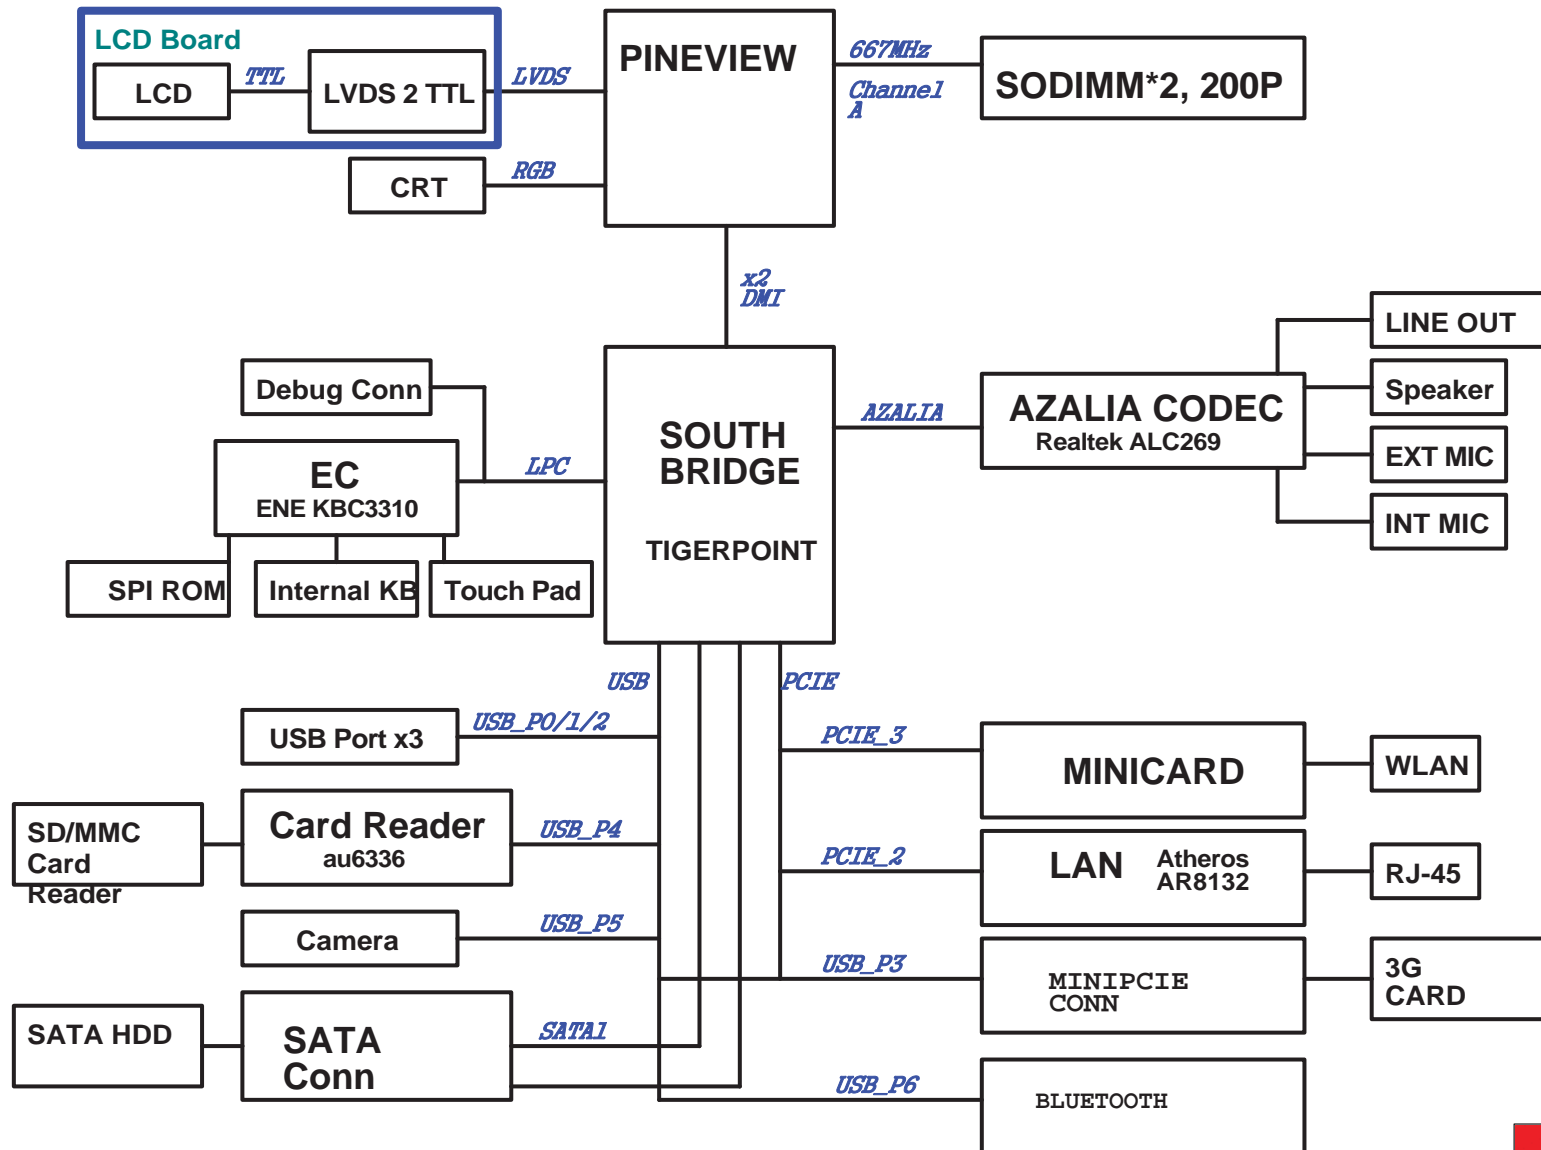 LCD Board
LCD
TTL
LVDS 2 TTL
LVDS
PINEVIEW
667MHz
Channel
A
SODIMM*2, 200P
CRT
RGB
x2
DMI
Debug Conn
EC
ENE KBC3310
LPC
SPI ROM
Internal KB
Touch Pad
SOUTH
BRIDGE
TIGERPOINT
AZALIA
AZALIA CODEC
Realtek ALC269
LINE OUT
Speaker
EXT MIC
INT MIC
USB
PCIE
USB Port x3
USB_P0/1/2
PCIE_3
MINICARD
WLAN
SD/MMC
Card
Reader
Card Reader
au6336
USB_P4
PCIE_2
LAN
Atheros
AR8132
RJ-45
Camera
USB_P5
USB_P3
MINIPCIE
CONN
3G
CARD
SATA HDD
SATA
Conn
SATA1
USB_P6
BLUETOOTH